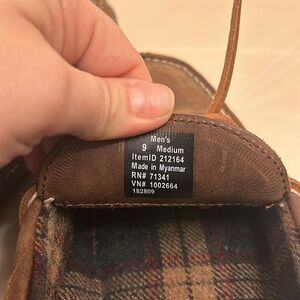 Men's
9 Medium
ItemID 212164
Made in Myanmar
RN# 71341
VN# 1002664
182809